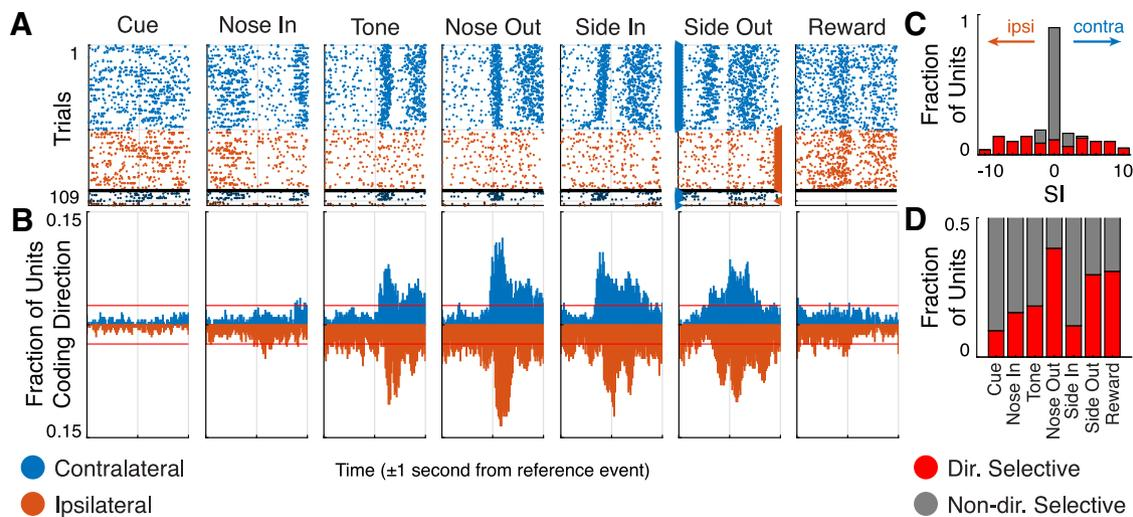 A
Cue
Nose In
Tone
Nose Out
Side In
Side Out
Reward
1
Trials
109
B
0.15
Fraction of Units
Coding Direction
0.15
Time (±1 second from reference event)
Contralateral
Ipsilateral
C
1
ipsi
contra
Fraction
of Units
0
-10
0
10
SI
D
0.5
Fraction
of Units
0
Cue
Nose In
Tone
Nose Out
Side In
Side Out
Reward
Dir. Selective
Non-dir. Selective